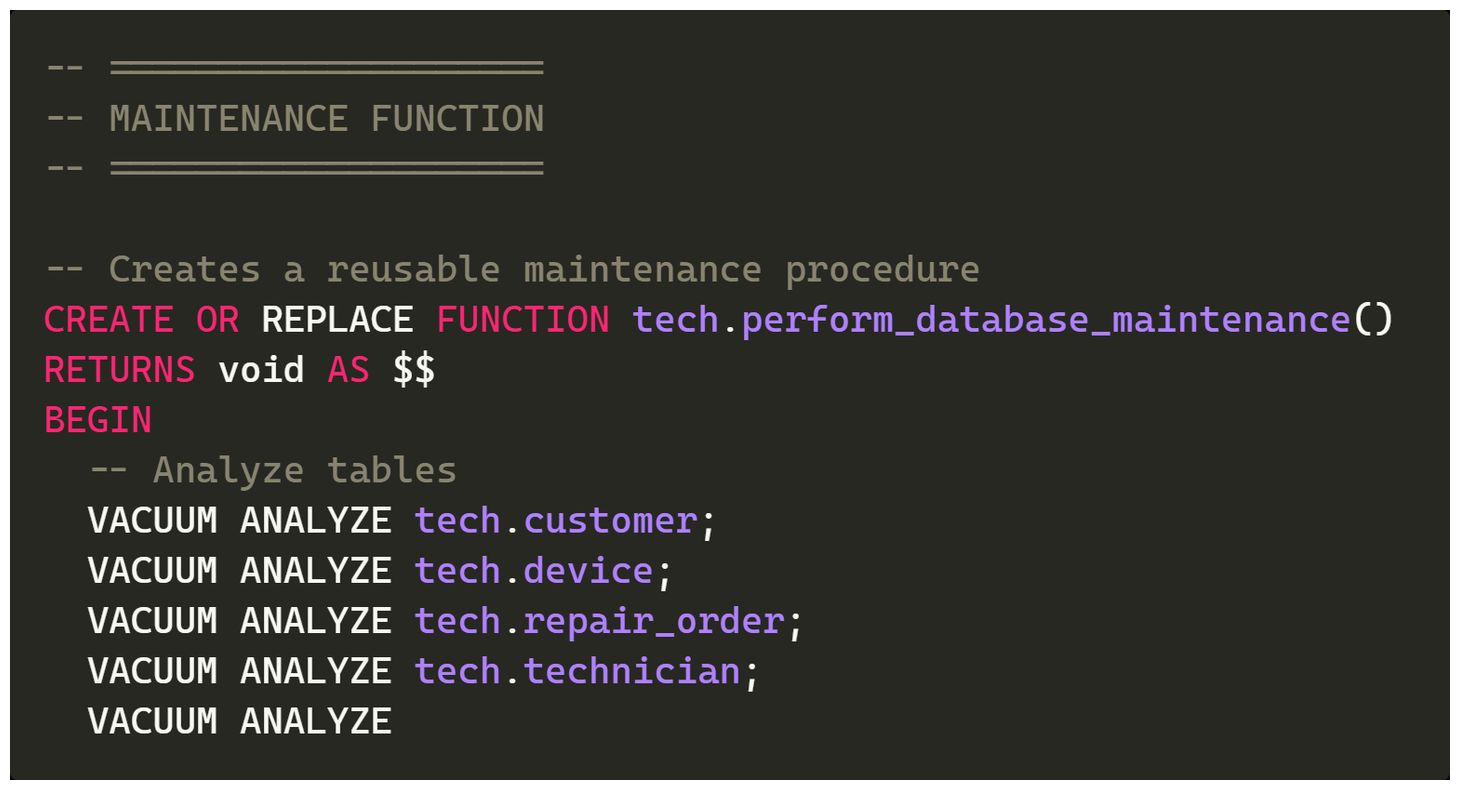 -- ════════════════════
-- MAINTENANCE FUNCTION
-- ════════════════════
-- Creates a reusable maintenance procedure
CREATE OR REPLACE FUNCTION tech.perform_database_maintenance()
RETURNS void AS $$
BEGIN
  -- Analyze tables
  VACUUM ANALYZE tech.customer;
  VACUUM ANALYZE tech.device;
  VACUUM ANALYZE tech.repair_order;
  VACUUM ANALYZE tech.technician;
  VACUUM ANALYZE